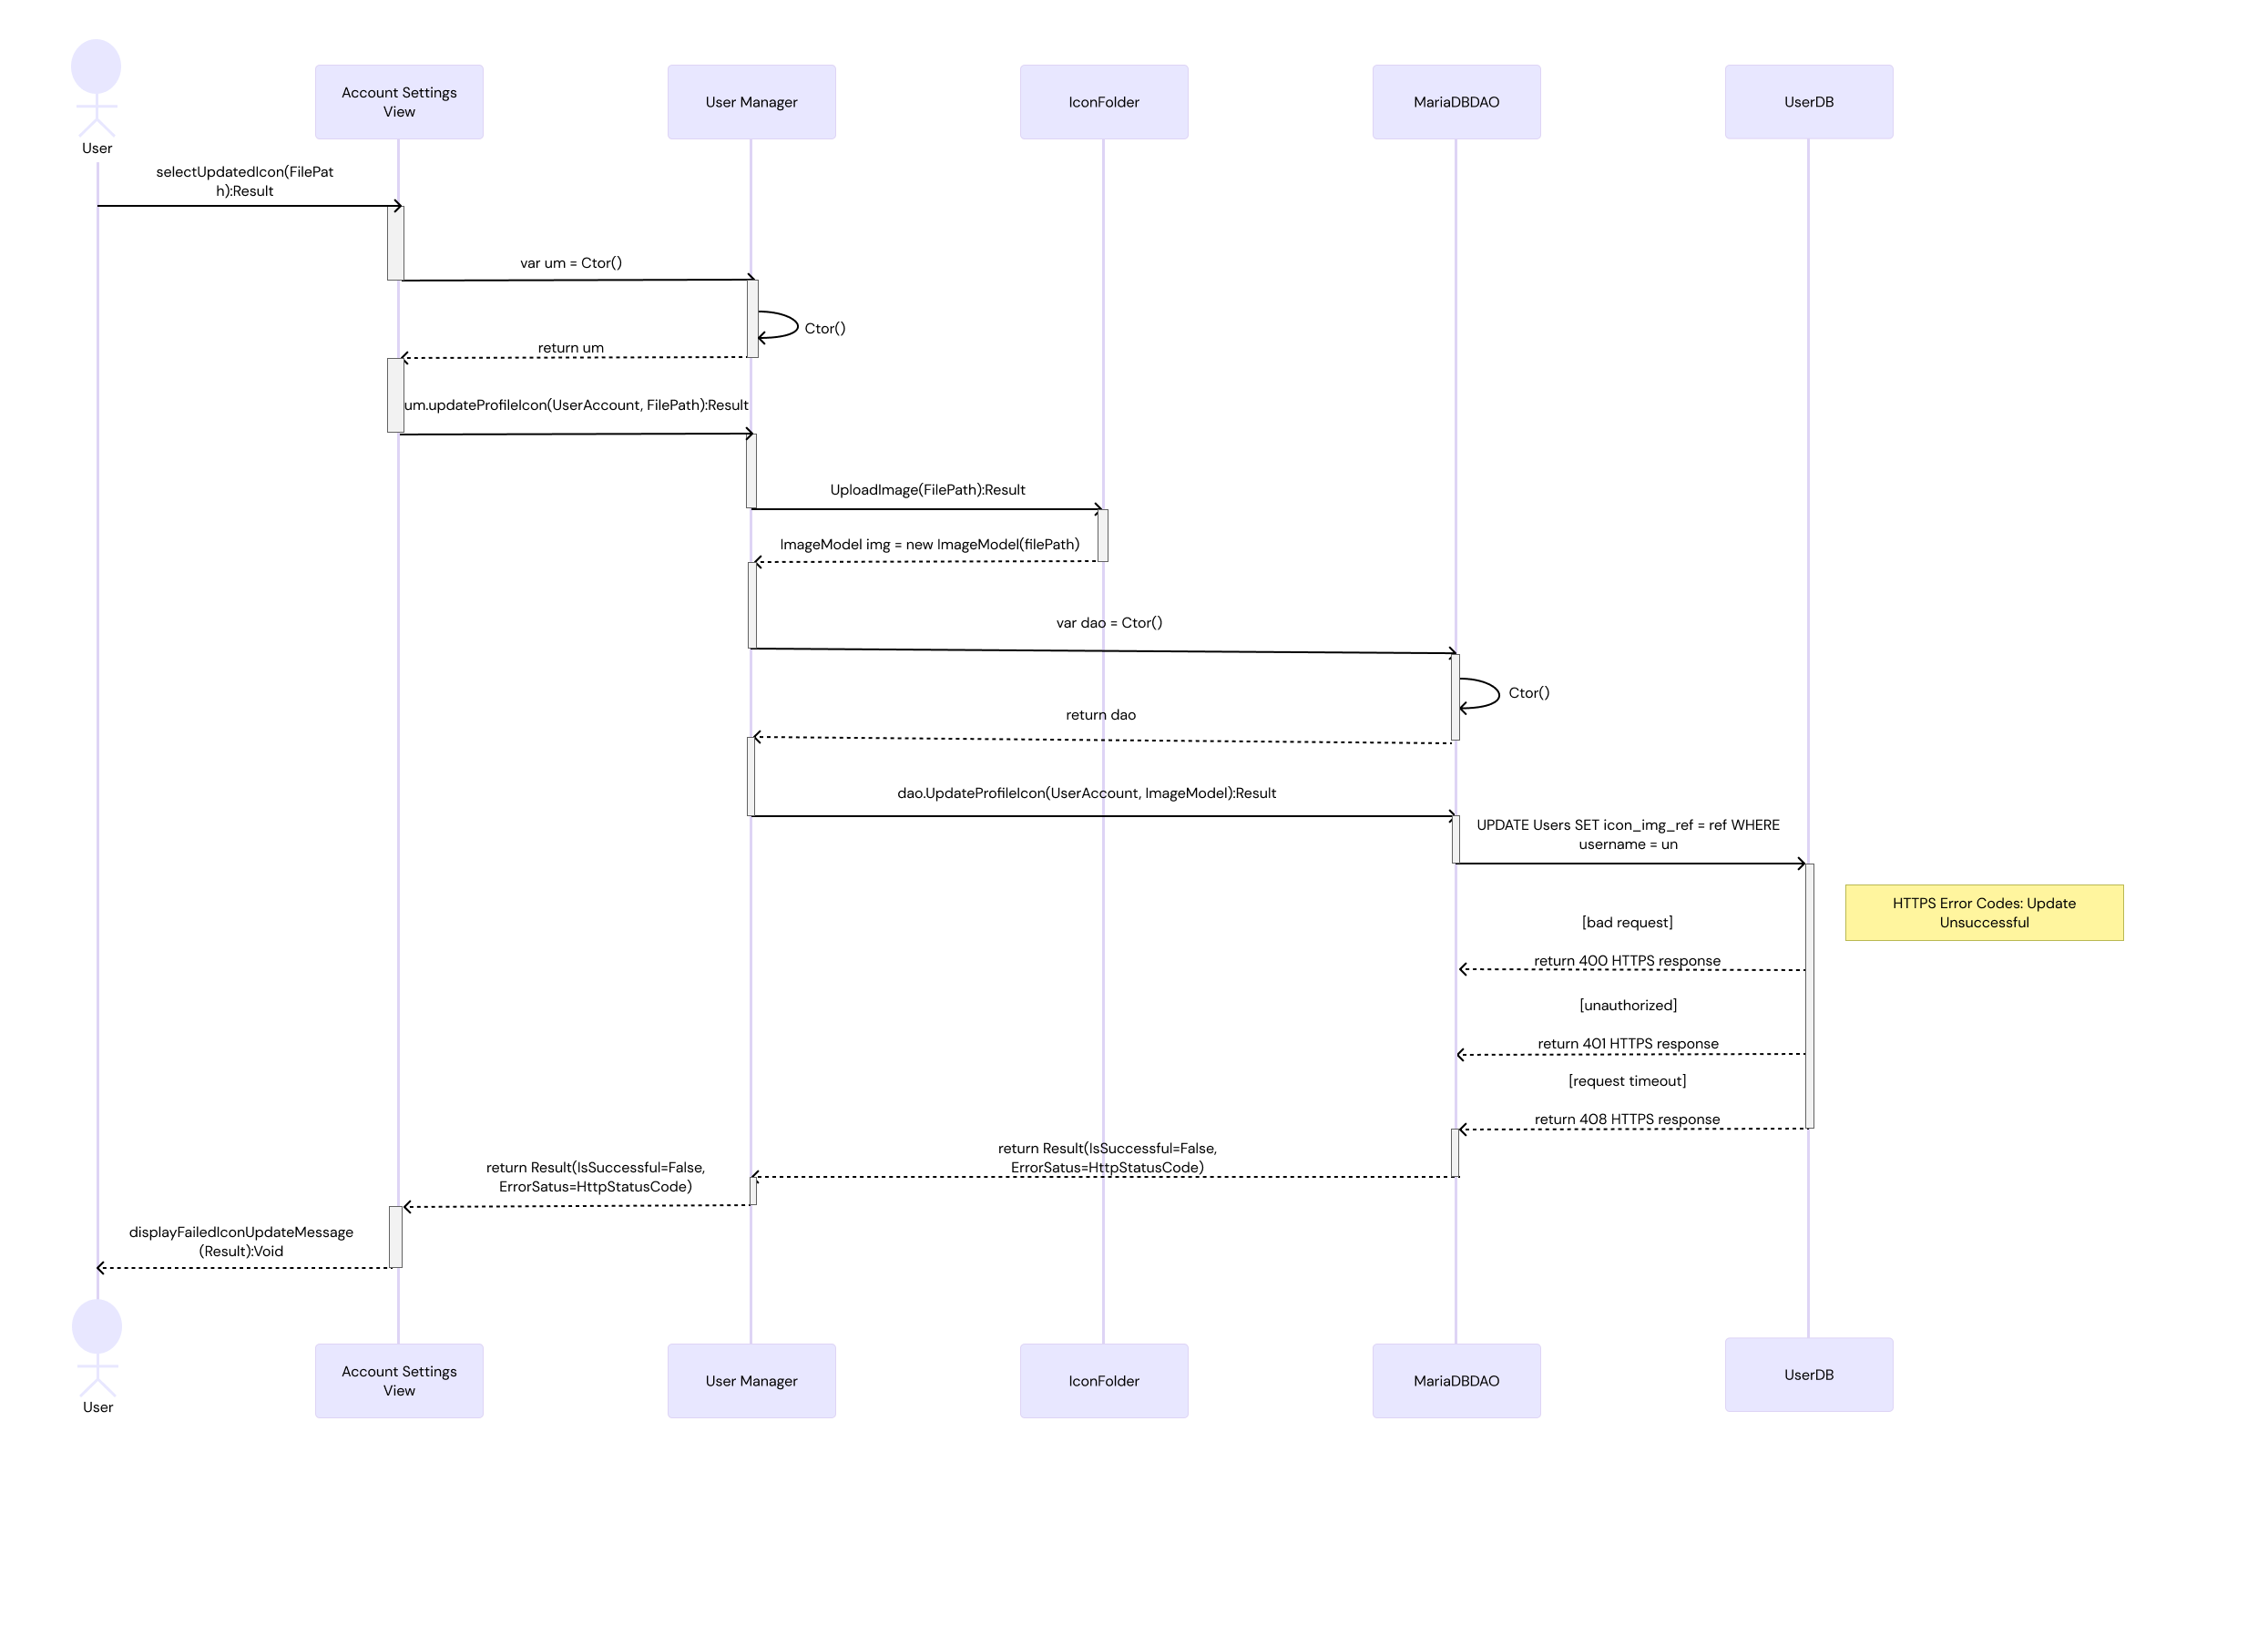 User
Account Settings
View
User Manager
IconFolder
MariaDBDAO
UserDB
selectUpdatedIcon(FilePat
h):Result
var um = Ctor()
Ctor()
return um
um.updateProfileIcon(UserAccount, FilePath):Result
UploadImage(FilePath):Result
ImageModel img = new ImageModel(filePath)
var dao = Ctor()
Ctor()
return dao
dao.UpdateProfileIcon(UserAccount, ImageModel):Result
UPDATE Users SET icon_img_ref = ref WHERE
username = un
HTTPS Error Codes: Update
Unsuccessful
[bad request]
return 400 HTTPS response
[unauthorized]
return 401 HTTPS response
[request timeout]
return 408 HTTPS response
return Result(IsSuccessful=False,
ErrorSatus=HttpStatusCode)
return Result(IsSuccessful=False,
ErrorSatus=HttpStatusCode)
displayFailedIconUpdateMessage
(Result):Void
User
Account Settings
View
User Manager
IconFolder
MariaDBDAO
UserDB